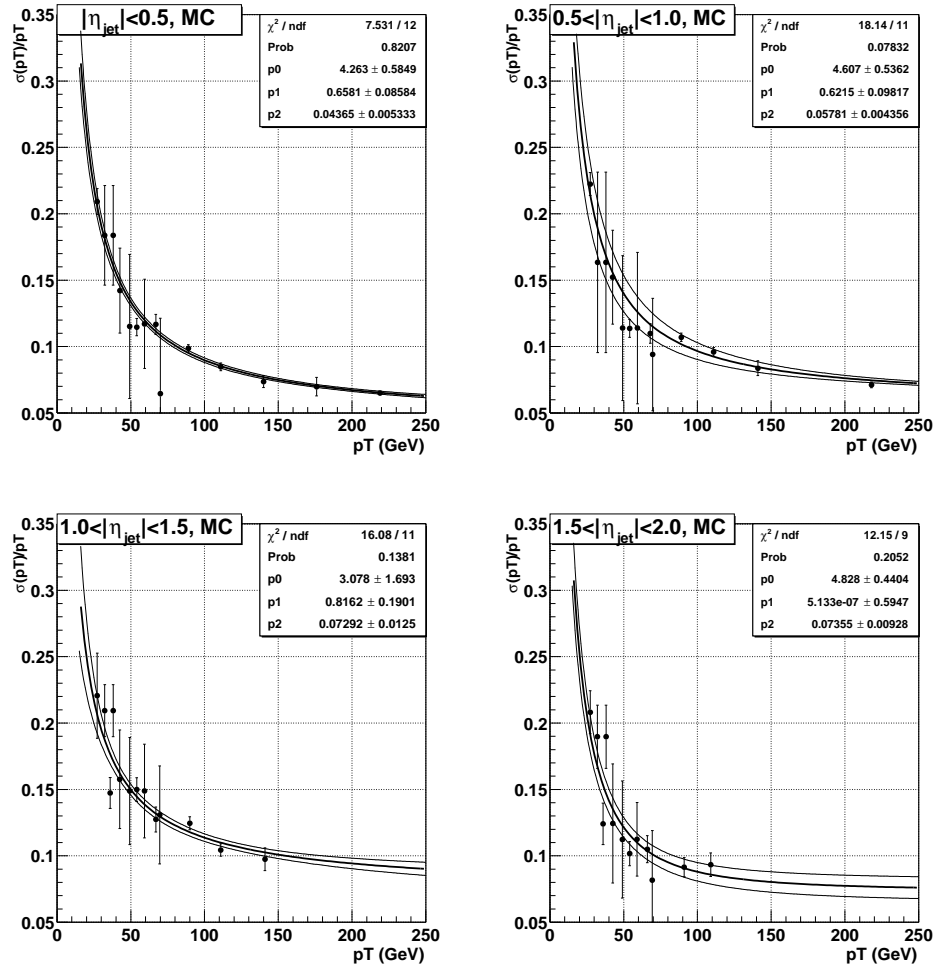 |η_jet|<0.5, MC
χ² / ndf 7.531 / 12
Prob 0.8207
p0 4.263 ± 0.5849
p1 0.6581 ± 0.08584
p2 0.04365 ± 0.005333
σ(pT)/pT
0.3
0.25
0.2
0.15
0.1
0.05
0 50 100 150 200 250
pT (GeV)
0.5<|η_jet|<1.0, MC
χ² / ndf 18.14 / 11
Prob 0.07832
p0 4.607 ± 0.5362
p1 0.6215 ± 0.09817
p2 0.05781 ± 0.004356
σ(pT)/pT
0.3
0.25
0.2
0.15
0.1
0.05
0 50 100 150 200 250
pT (GeV)
0.35
1.0<|η_jet|<1.5, MC
χ² / ndf 16.08 / 11
Prob 0.1381
p0 3.078 ± 1.693
p1 0.8162 ± 0.1901
p2 0.07292 ± 0.0125
σ(pT)/pT
0.3
0.25
0.2
0.15
0.1
0.05
0 50 100 150 200 250
pT (GeV)
0.35
1.5<|η_jet|<2.0, MC
χ² / ndf 12.15 / 9
Prob 0.2052
p0 4.828 ± 0.4404
p1 5.133e-07 ± 0.5947
p2 0.07355 ± 0.00928
σ(pT)/pT
0.3
0.25
0.2
0.15
0.1
0.05
0 50 100 150 200 250
pT (GeV)